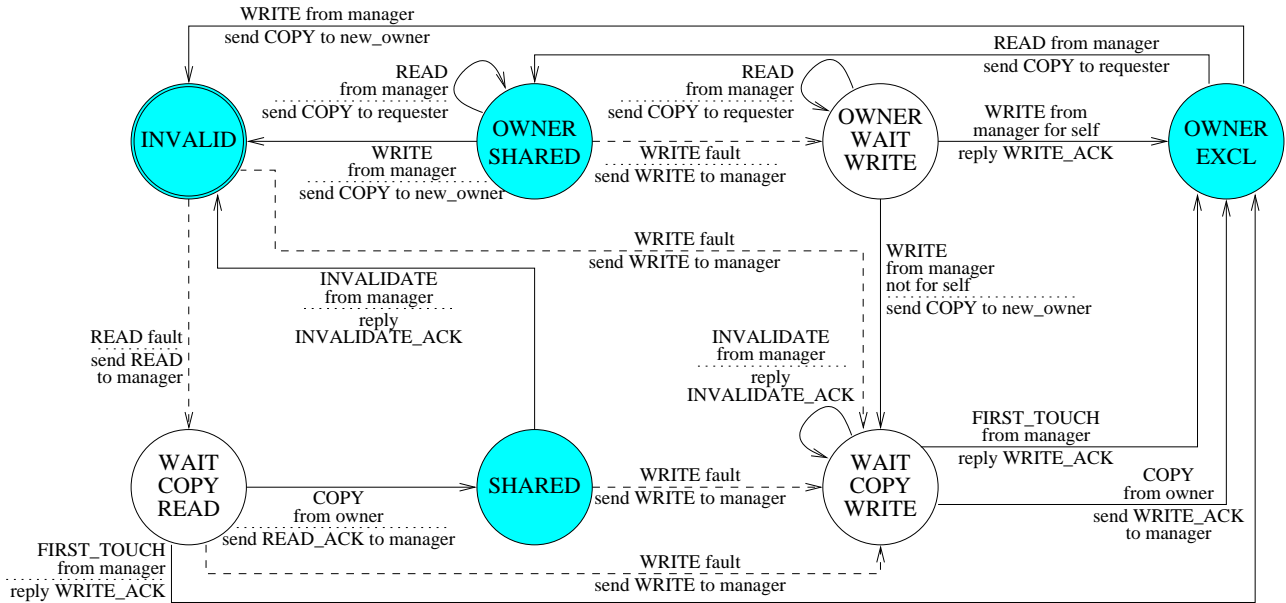 WRITE from manager
send COPY to new_owner
READ from manager
send COPY to requester
READ
from manager
send COPY to requester
READ
from manager
send COPY to requester
INVALID
OWNER
SHARED
OWNER
WAIT
WRITE
OWNER
EXCL
WRITE
from manager
send COPY to new_owner
WRITE fault
send WRITE to manager
WRITE from
manager for self
reply WRITE_ACK
WRITE fault
send WRITE to manager
WRITE
from manager
not for self
send COPY to new_owner
INVALIDATE
from manager
reply
INVALIDATE_ACK
READ fault
send READ
to manager
INVALIDATE
from manager
reply
INVALIDATE_ACK
WAIT
COPY
READ
SHARED
WAIT
COPY
WRITE
COPY
from owner
send READ_ACK to manager
WRITE fault
send WRITE to manager
FIRST_TOUCH
from manager
reply WRITE_ACK
COPY
from owner
send WRITE_ACK
to manager
FIRST_TOUCH
from manager
reply WRITE_ACK
WRITE fault
send WRITE to manager